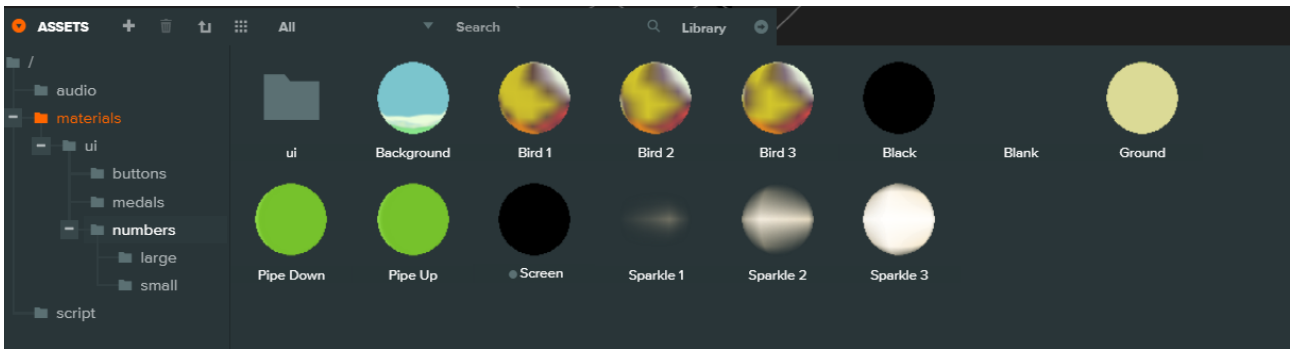 ASSETS All Search Library
/
audio
materials
ui
buttons
medals
numbers
large
small
script
ui Background Bird 1 Bird 2 Bird 3 Black Blank Ground
Pipe Down Pipe Up Screen Sparkle 1 Sparkle 2 Sparkle 3